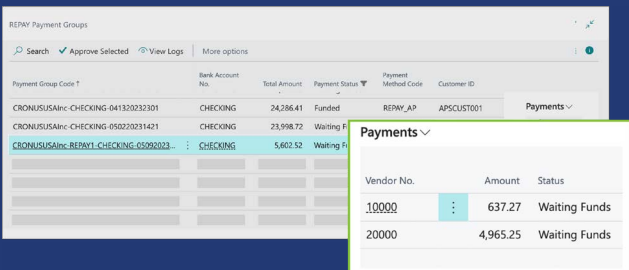 REPAY Payment Groups
Search Approve Selected View Logs More options
Bank Account Payment
Payment Group Code ↑ No. Total Amount Payment Status Method Code Customer ID
CRONUSUSAInc-CHECKING-041320232301 CHECKING 24,286.41 Funded REPAY_AP APSCUST001
Payments
CRONUSUSAInc-CHECKING-050220231421 CHECKING 23,998.72 Waiting
CRONUSUSAInc-REPAY1-CHECKING-05092023... CHECKING 5,602.52 Waiting
Payments
Vendor No. Amount Status
10000 637.27 Waiting Funds
20000 4,965.25 Waiting Funds